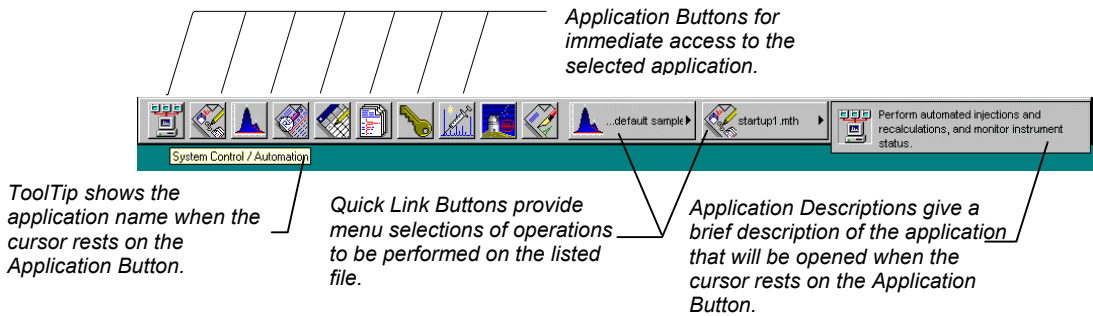 Application Buttons for
immediate access to the
selected application.
...default sample
startup1.mth
Perform automated injections and
recalculations, and monitor instrument
status.
System Control / Automation
ToolTip shows the
application name when the
cursor rests on the
Application Button.
Quick Link Buttons provide
menu selections of operations
to be performed on the listed
file.
Application Descriptions give a
brief description of the application
that will be opened when the
cursor rests on the Application
Button.